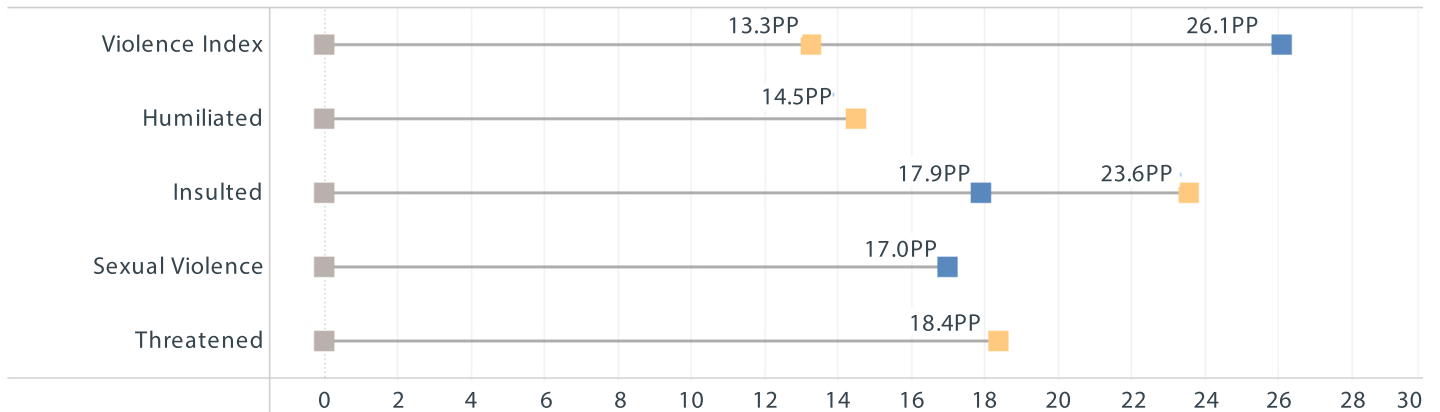 13.3PP 26.1PP
Violence Index
14.5PP
Humiliated
17.9PP 23.6PP
Insulted
17.0PP
Sexual Violence
18.4PP
Threatened
0 2 4 6 8 10 12 14 16 18 20 22 24 26 28 30